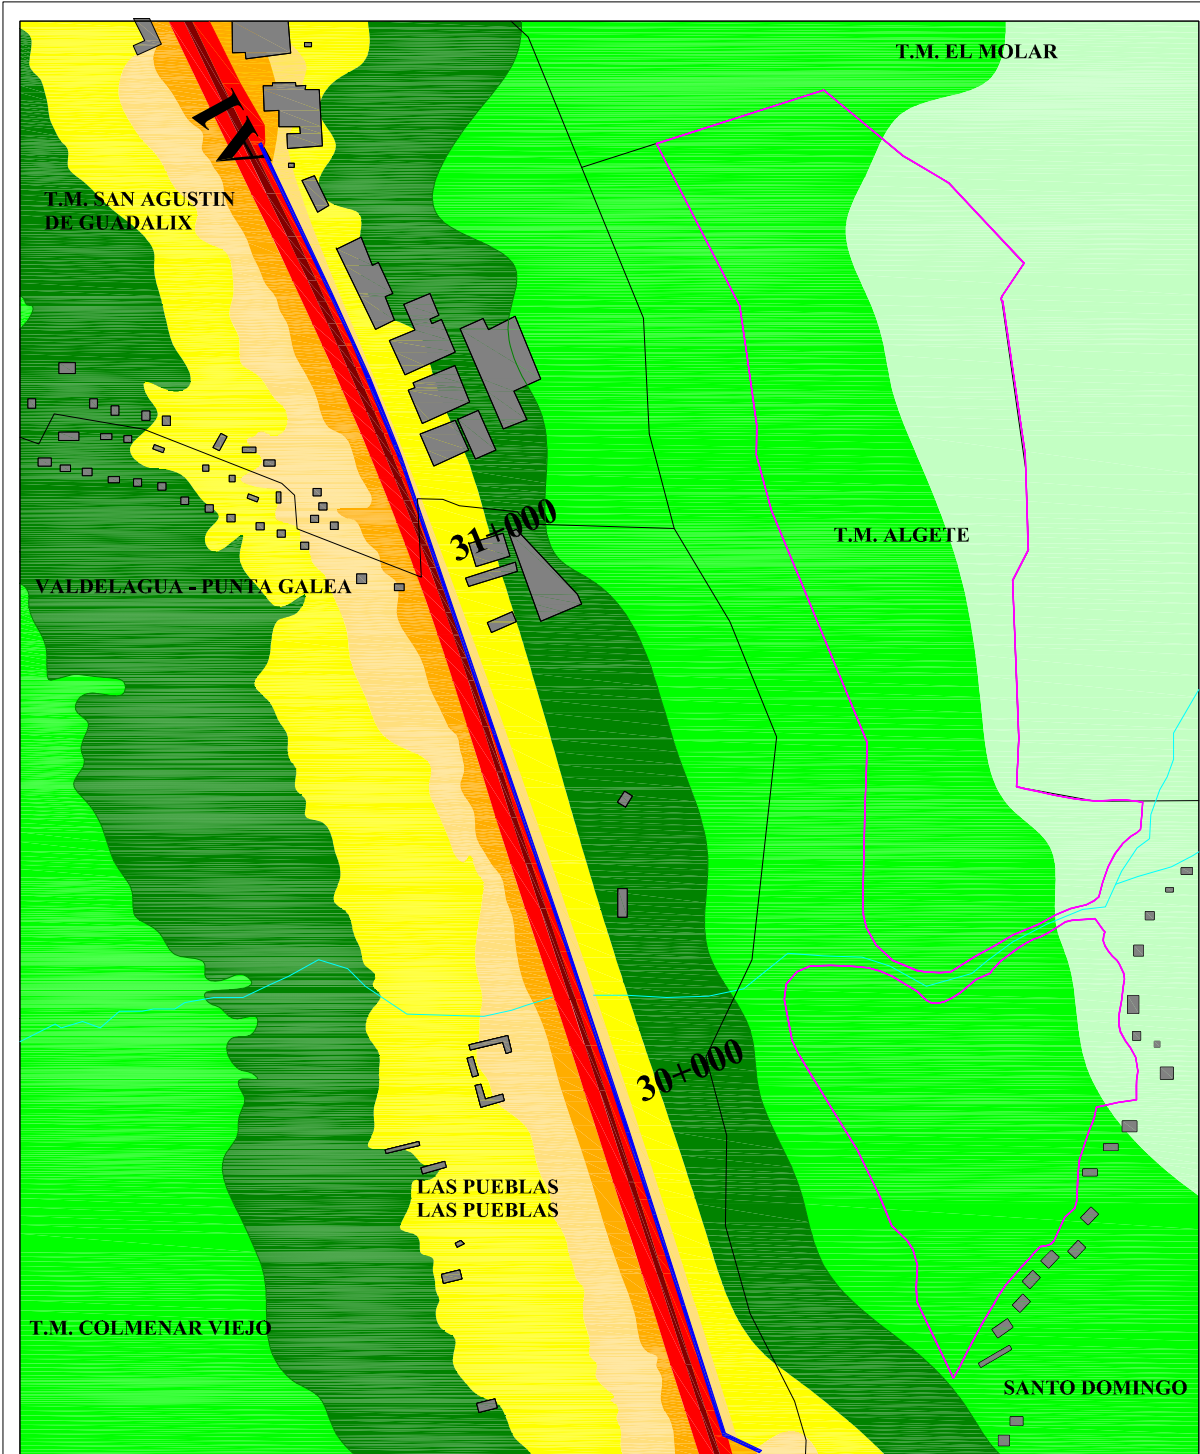 T.M. EL MOLAR
IV
T.M. SAN AGUSTIN
DE GUADALIX
31+000
T.M. ALGETE
VALDELAGUA - PUNTA GALEA
30+000
LAS PUEBLAS
LAS PUEBLAS
T.M. COLMENAR VIEJO
SANTO DOMINGO